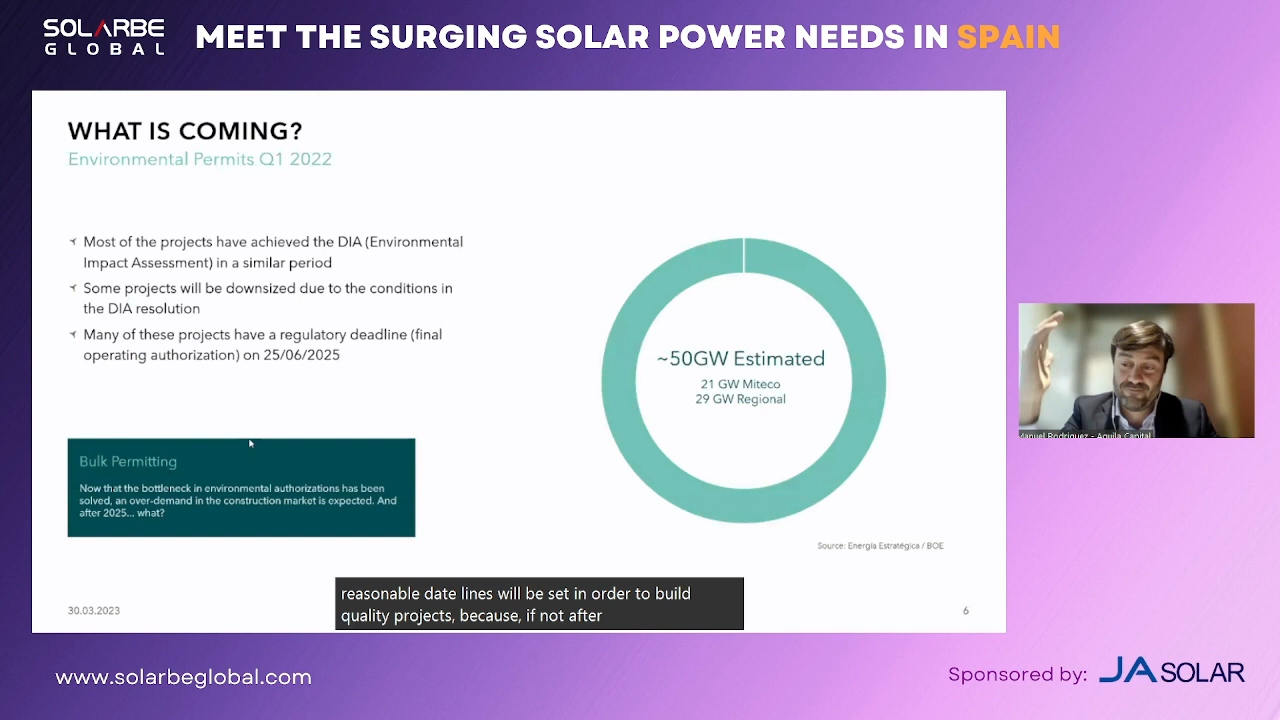 SOLARBE
GLOBAL
MEET THE SURGING SOLAR POWER NEEDS IN SPAIN
WHAT IS COMING?
Environmental Permits Q1 2022
Most of the projects have achieved the DIA (Environmental
Impact Assessment) in a similar period
Some projects will be downsized due to the conditions in
the DIA resolution
Many of these projects have a regulatory deadline (final
operating authorization) on 25/06/2025
~50GW Estimated
21 GW Miteco
29 GW Regional
Bulk Permitting
Now that the bottleneck in environmental authorizations has been
solved, an over-demand in the construction market is expected. And
after 2025... what?
Source: Energía Estratégica / BOE
Manuel Rodriguez - Aquila Capital
reasonable date lines will be set in order to build
quality projects, because, if not after
30.03.2023
6
www.solarbeglobal.com
Sponsored by: JA SOLAR